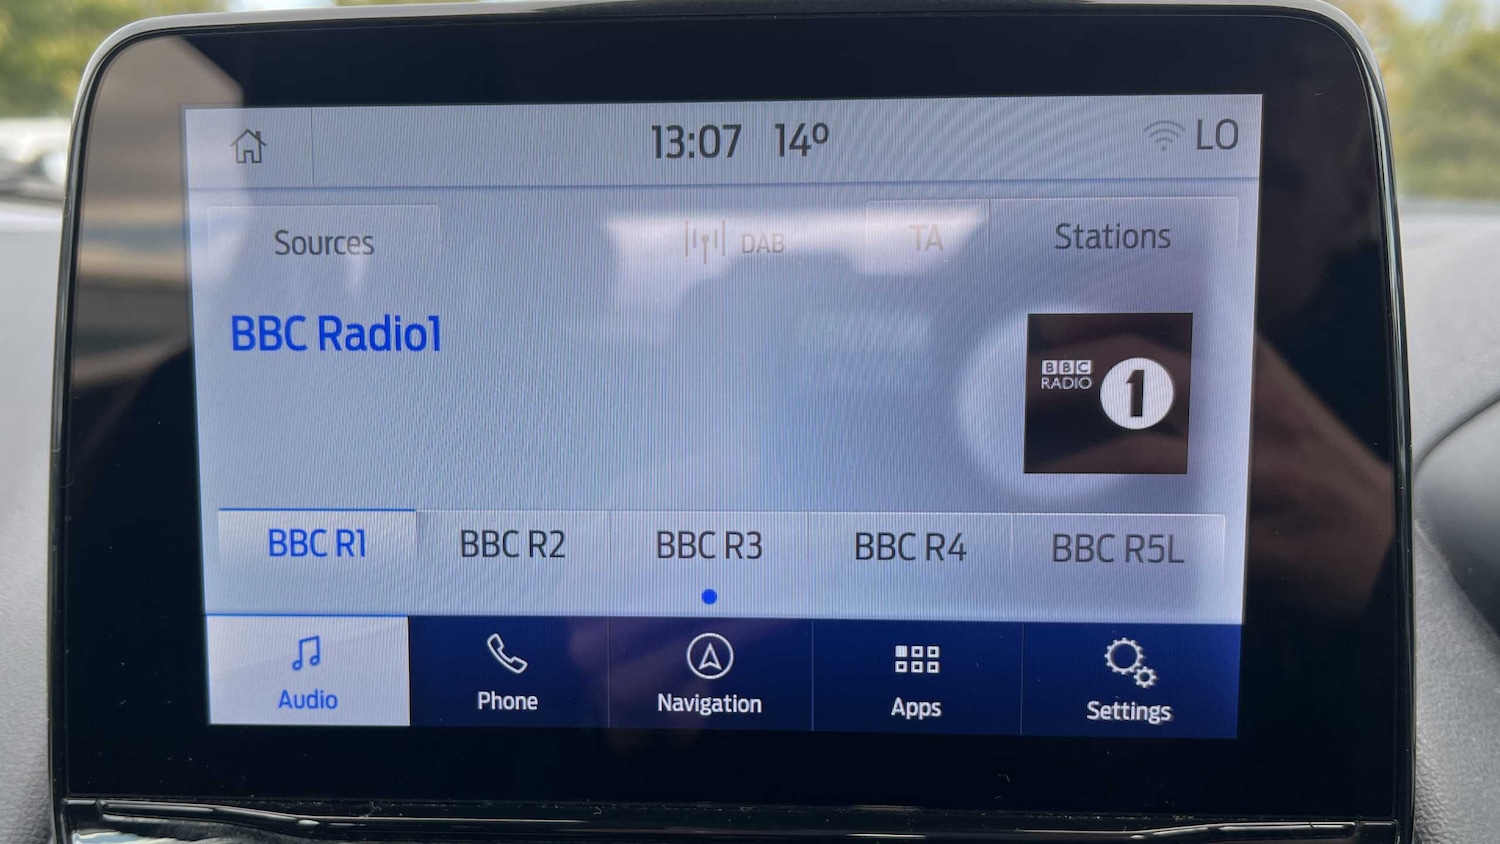 13:07 14º LO
Sources DAB TA Stations
BBC Radio1
BBC
RADIO 1
BBC R1 BBC R2 BBC R3 BBC R4 BBC R5L
Audio Phone Navigation Apps Settings